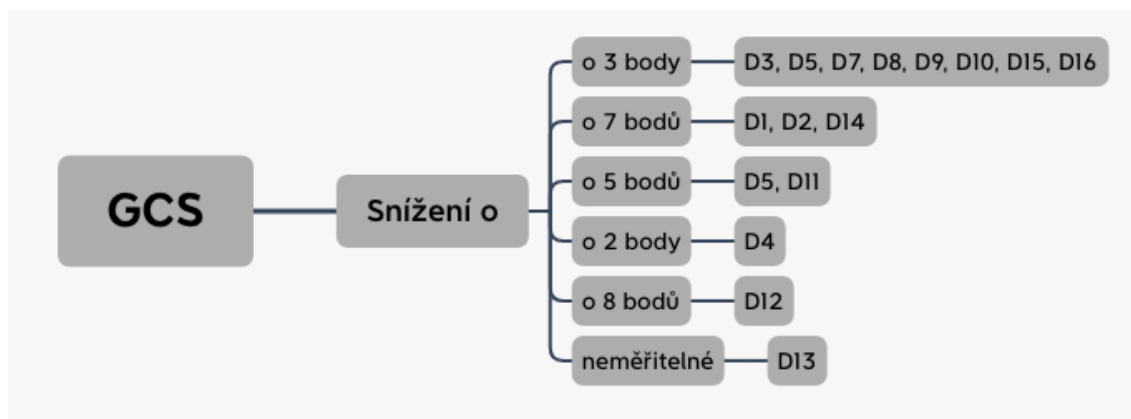 GCS
Snížení o
o 3 body
D3, D5, D7, D8, D9, D10, D15, D16
o 7 bodů
D1, D2, D14
o 5 bodů
D5, D11
o 2 body
D4
o 8 bodů
D12
neměřitelné
D13